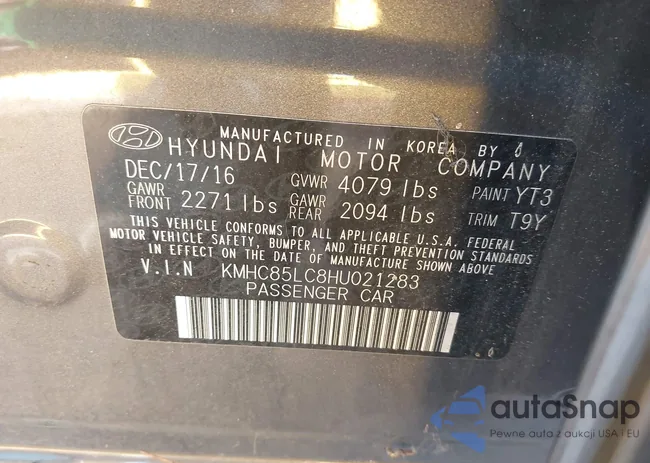 MANUFACTURED IN KOREA BY
HYUNDAI MOTOR COMPANY
DEC/17/16 GVWR 4079 lbs PAINT YT3
GAWR FRONT 2271 lbs GAWR REAR 2094 lbs TRIM T9Y
THIS VEHICLE CONFORMS TO ALL APPLICABLE U.S.A. FEDERAL
MOTOR VEHICLE SAFETY, BUMPER, AND THEFT PREVENTION STANDARDS
IN EFFECT ON THE DATE OF MANUFACTURE SHOWN ABOVE
V.I.N KMHC85LC8HU021283
PASSENGER CAR
autaSnap
Pewne auta z aukcji USA i EU